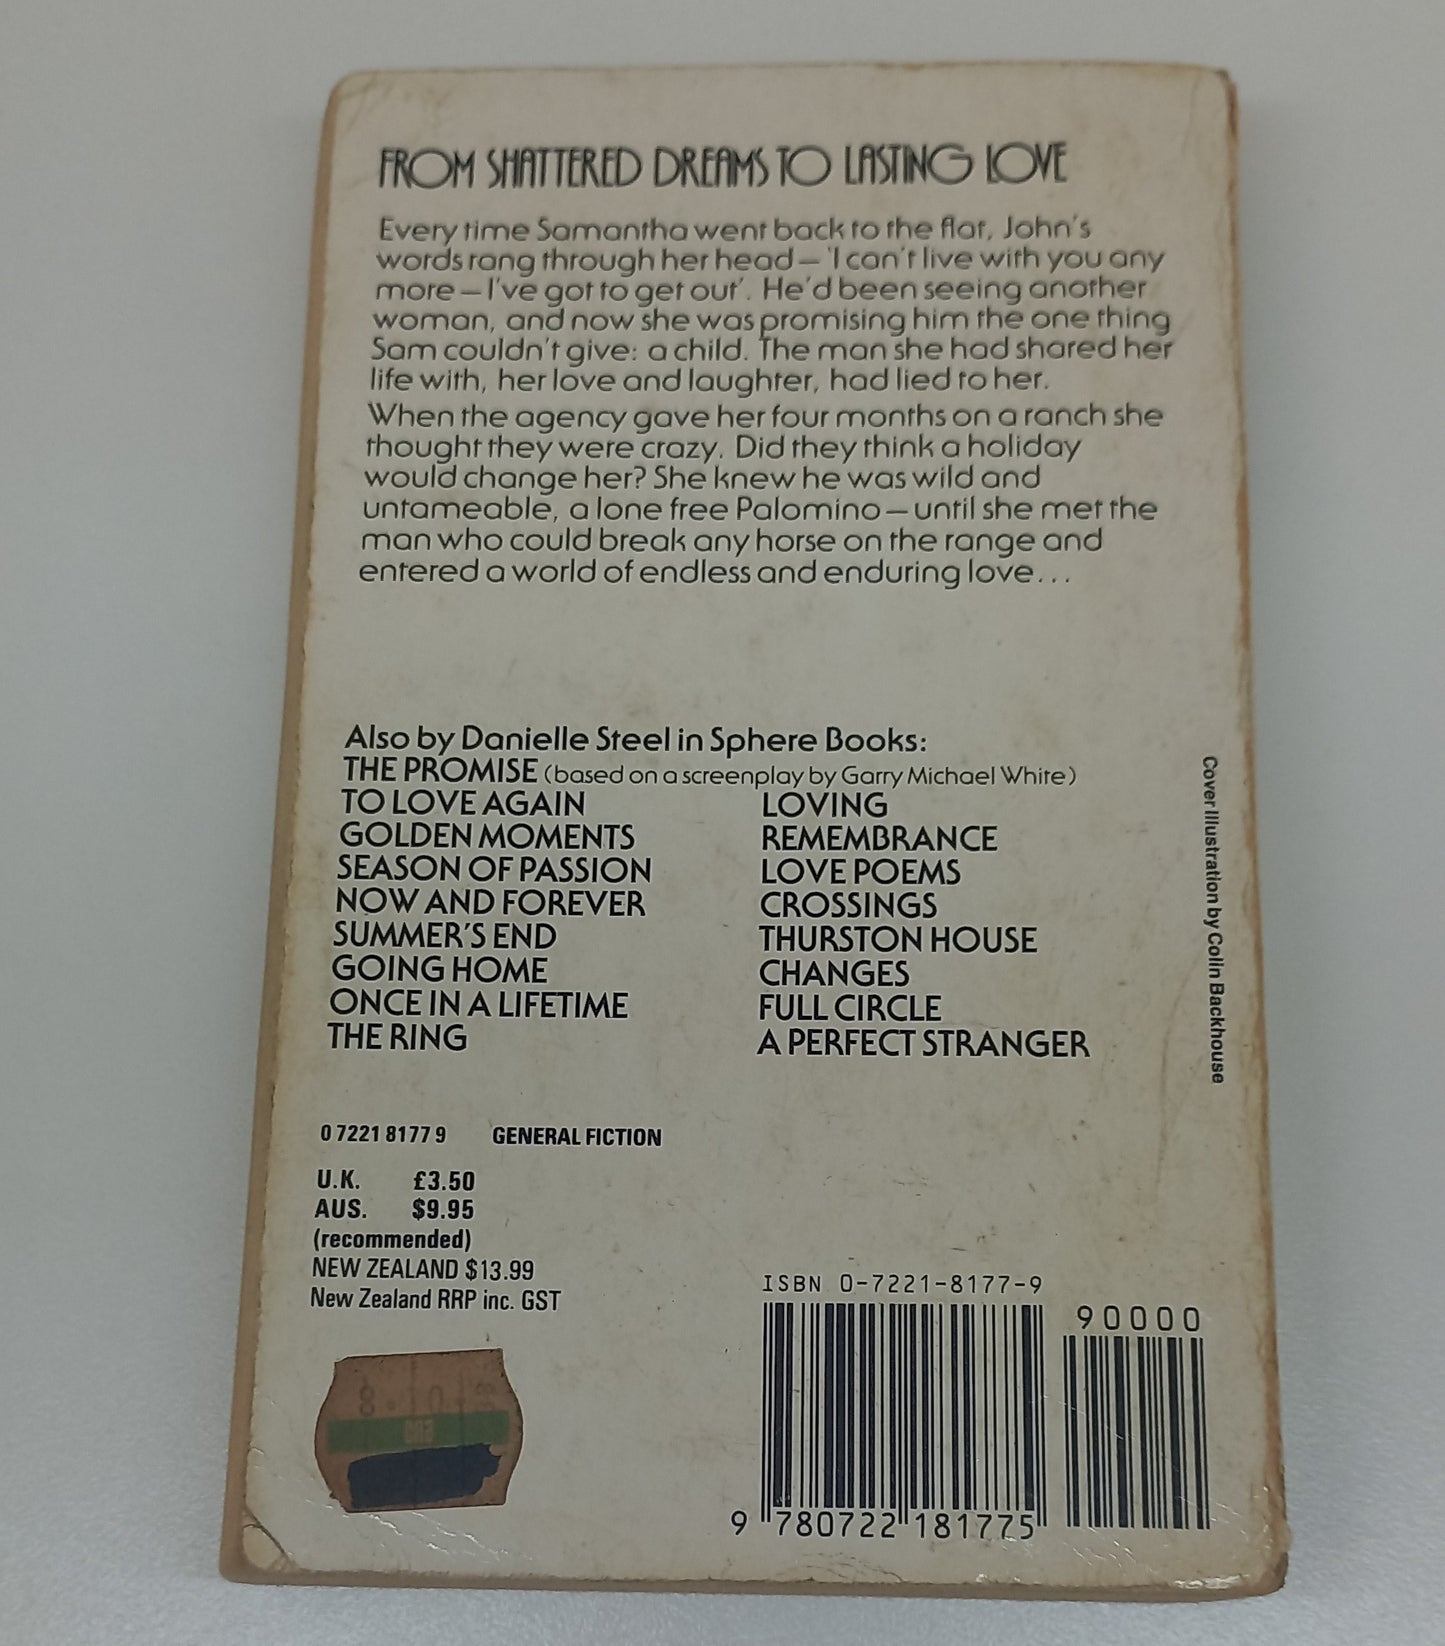 FROM SHATTERED DREAMS TO LASTING LOVE
Every time Samantha went back to the flat, John's
words rang through her head – 'I can't live with you any
more – I've got to get out'. He'd been seeing another
woman, and now she was promising him the one thing
Sam couldn't give: a child. The man she had shared her
life with, her love and laughter, had lied to her.
When the agency gave her four months on a ranch she
thought they were crazy. Did they think a holiday
would change her? She knew he was wild and
untameable, a lone free Palomino – until she met the
man who could break any horse on the range and
entered a world of endless and enduring love...
Also by Danielle Steel in Sphere Books:
THE PROMISE (based on a screenplay by Garry Michael White)
TO LOVE AGAIN
GOLDEN MOMENTS
SEASON OF PASSION
NOW AND FOREVER
SUMMER'S END
GOING HOME
ONCE IN A LIFETIME
THE RING
LOVING
REMEMBRANCE
LOVE POEMS
CROSSINGS
THURSTON HOUSE
CHANGES
FULL CIRCLE
A PERFECT STRANGER
Cover Illustration by Colin Backhouse
0 7221 8177 9 GENERAL FICTION
U.K. £3.50
AUS. $9.95
(recommended)
NEW ZEALAND $13.99
New Zealand RRP inc. GST
ISBN 0-7221-8177-9
90000
9 780722 181775